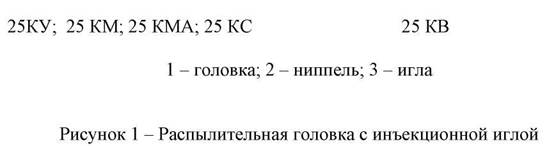 25КУ; 25 КМ; 25 КМА; 25 КС 25 КВ
1 – головка; 2 – ниппель; 3 – игла
Рисунок 1 – Распылительная головка с инъекционной иглой